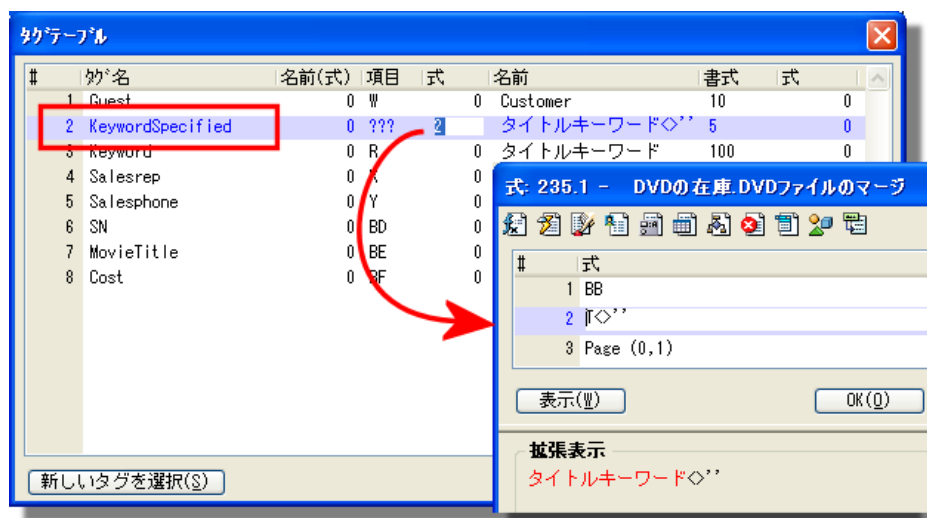 ﾀｸﾞﾃｰﾌﾞﾙ
# ﾀｸﾞ名 名前(式) 項目 式 名前 書式 式
1 Guest 0 W 0 Customer 10 0
2 KeywordSpecified 0 ??? 2 タイトルキーワード<>'' 5 0
3 Keyword 0 R 0 タイトルキーワード 100 0
4 Salesrep 0 0
5 Salesphone 0 Y 0
6 SN 0 BD 0
7 MovieTitle 0 BE 0
8 Cost 0 BF 0
新しいタグを選択(S)
式: 235.1 - DVDの在庫.DVDファイルのマージ
# 式
1 BB
2 <>''
3 Page (0,1)
表示(W) OK(O)
拡張表示
タイトルキーワード<>''